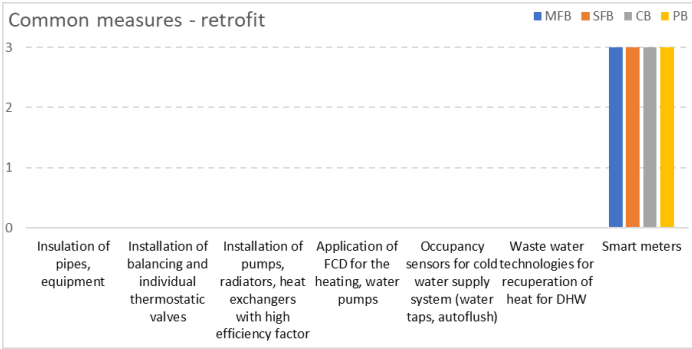 Common measures - retrofit
MFB SFB CB PB
3
2
1
0
Insulation of
pipes,
equipment
Installation of
balancing and
individual
thermostatic
valves
Installation of
pumps,
radiators, heat
exchangers
with high
efficiency factor
Application of
FCD for the
heating, water
pumps
Occupancy
sensors for cold
water supply
system (water
taps, autoflush)
Waste water
technologies for
recuperation of
heat for DHW
Smart meters